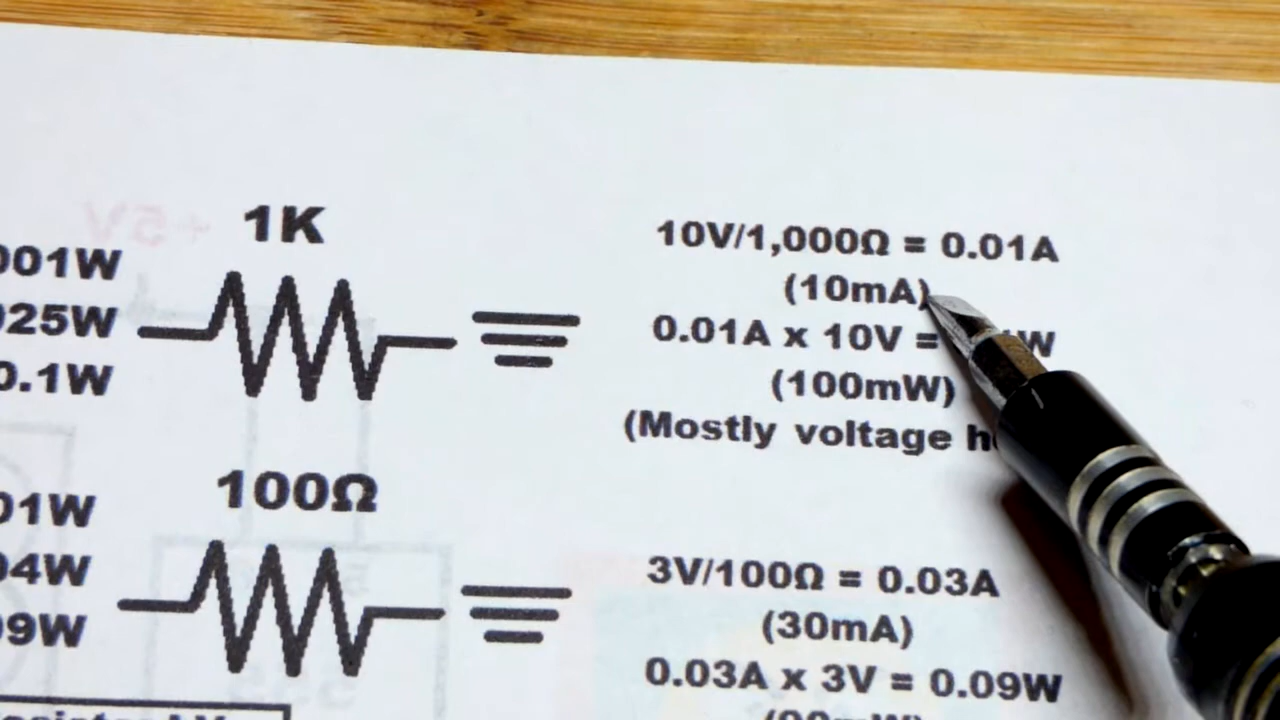 1K
001W
025W
0.1W
10V/1,000Ω = 0.01A
(10mA)
0.01A x 10V =
(100mW)
(Mostly voltage
100Ω
01W
04W
09W
3V/100Ω = 0.03A
(30mA)
0.03A x 3V = 0.09W